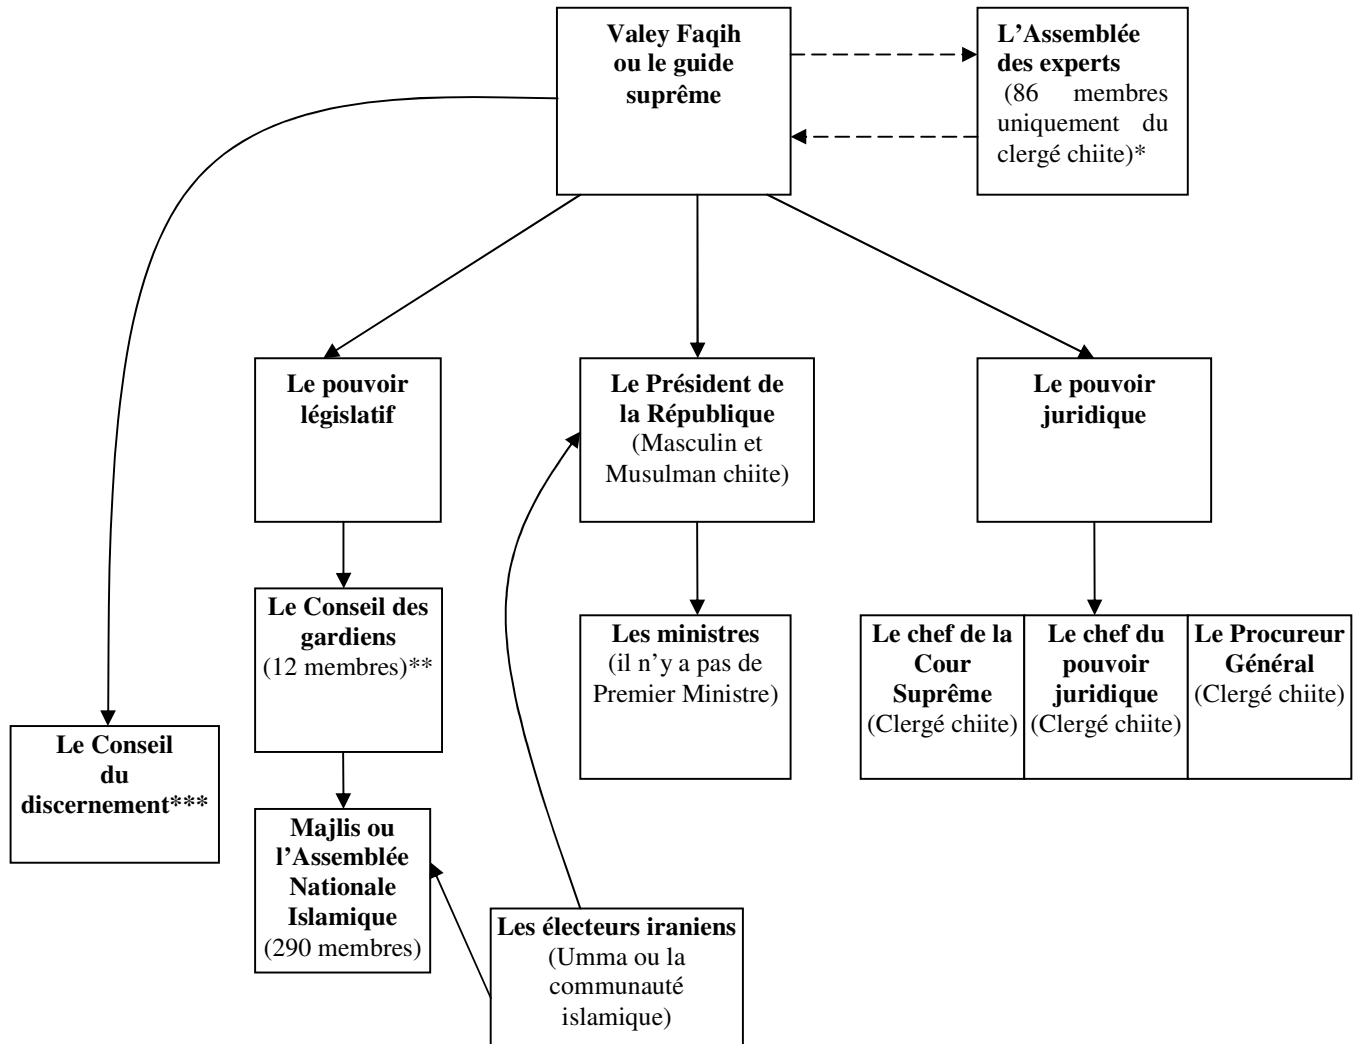 Valey Faqih
ou le guide
suprême
L’Assemblée
des experts
(86 membres
uniquement du
clergé chiite)*
Le pouvoir
législatif
Le Président de
la République
(Masculin et
Musulman chiite)
Le pouvoir
juridique
Le Conseil des
gardiens
(12 membres)**
Les ministres
(il n’y a pas de
Premier Ministre)
Le chef de la
Cour
Suprême
(Clergé chiite)
Le chef du
pouvoir
juridique
(Clergé chiite)
Le Procureur
Général
(Clergé chiite)
Le Conseil
du
discernement***
Majlis ou
l’Assemblée
Nationale
Islamique
(290 membres)
Les électeurs iraniens
(Umma ou la
communauté
islamique)